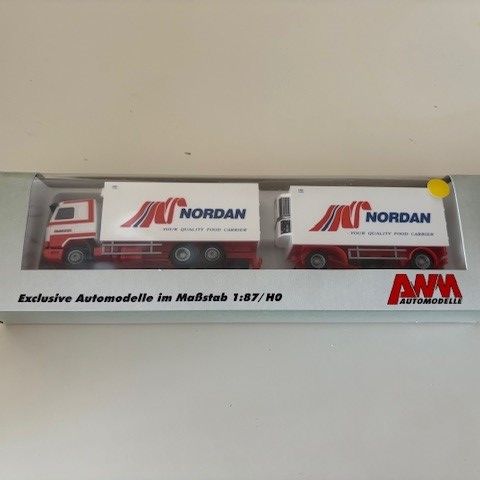 NORDAN
YOUR QUALITY FOOD CARRIER
NORDAN
YOUR QUALITY FOOD CARRIER
Exclusive Automodelle im Maßstab 1:87/H0
AWM
AUTOMODELLE